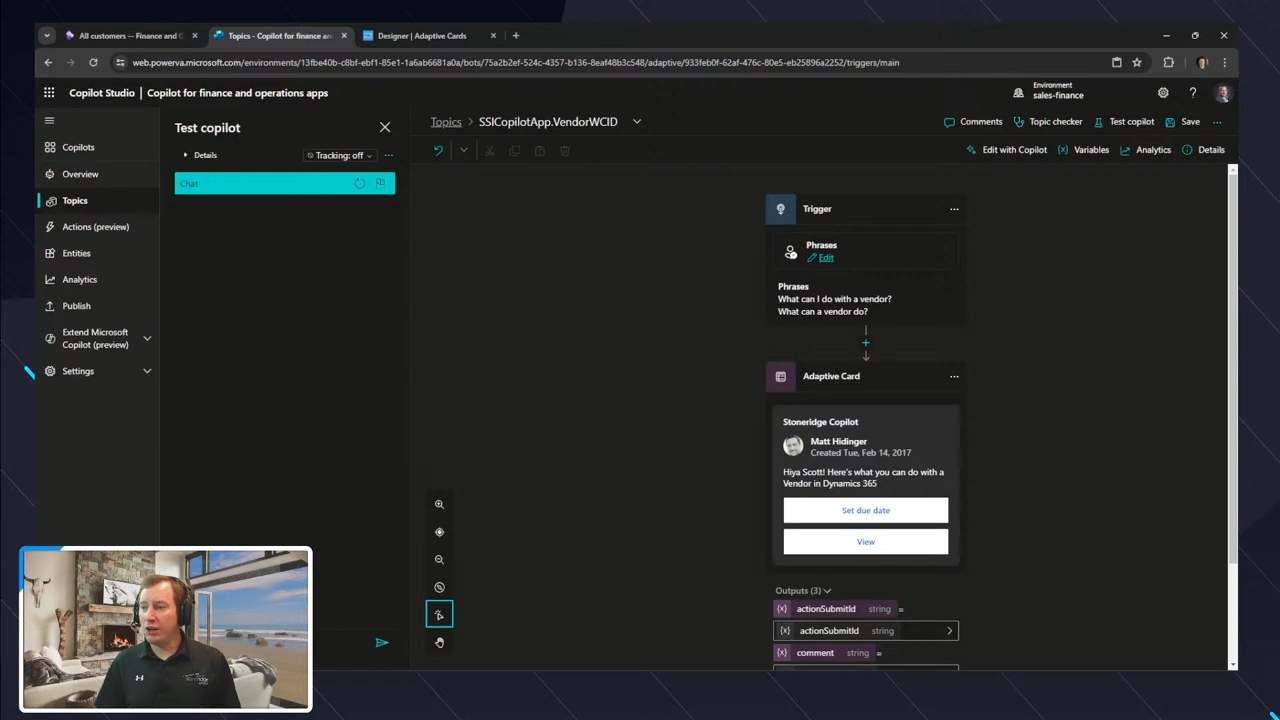 All customers -- Finance and O
Topics - Copilot for finance and
Designer | Adaptive Cards
web.powerva.microsoft.com/environments/13fbe40b-c8bf-ebf1-85e1-1a6ab6681a0a/bots/75a2b2ef-524c-4357-b136-8eaf48b3c548/adaptive/933feb0f-62af-476c-80e5-eb25896a2252/triggers/main
Copilot Studio | Copilot for finance and operations apps
Environment
sales-finance
Copilots
Overview
Topics
Actions (preview)
Entities
Analytics
Publish
Extend Microsoft
Copilot (preview)
Settings
Test copilot
Details
Tracking: off
Chat
Topics > SSICopilotApp.VendorWCID
Comments
Topic checker
Test copilot
Save
Edit with Copilot
Variables
Analytics
Details
Trigger
Phrases
Edit
Phrases
What can I do with a vendor?
What can a vendor do?
Adaptive Card
Stoneridge Copilot
Matt Hidinger
Created Tue, Feb 14, 2017
Hiya Scott! Here's what you can do with a
Vendor in Dynamics 365
Set due date
View
Outputs (3)
{x} actionSubmitId string =
{x} actionSubmitId string
{x} comment string =